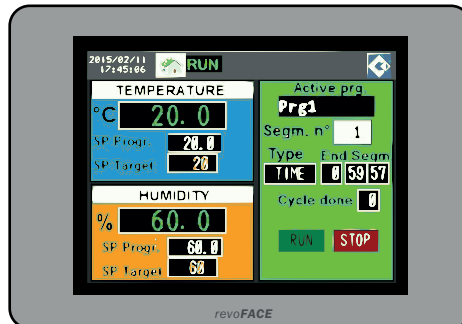 2015/02/11
17:45:06
RUN
TEMPERATURE
°C 20.0
SP Progr. 20.0
SP Target 20
HUMIDITY
% 60.0
SP Progr. 60.0
SP Target 60
Active prg.
Prg1
Segm. n° 1
Type End Segm
TIME 0 59 57
Cycle done 0
RUN STOP
revoFACE